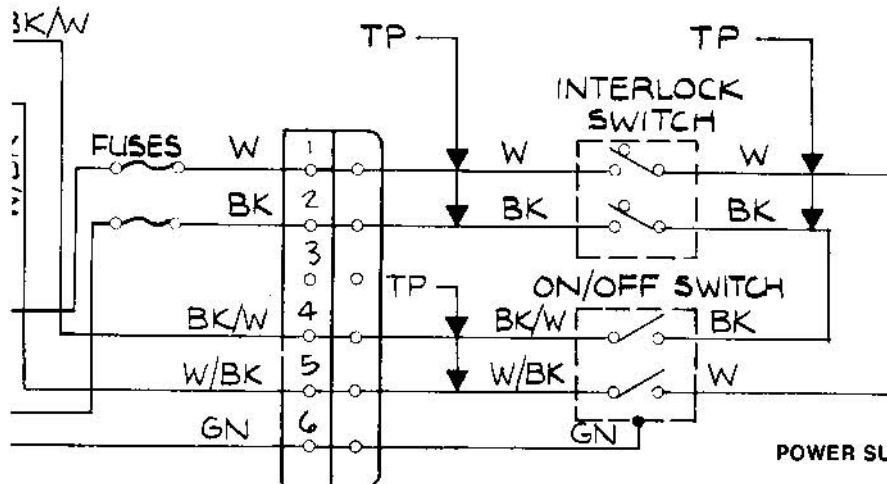 BK/W
TP
TP
INTERLOCK
SWITCH
FUSES
W
1
W
W
W/BK
BK
2
BK
BK
3
TP
ON/OFF SWITCH
BK/W
4
BK/W
BK
W/BK
5
W/BK
W
GN
6
GN
POWER SU